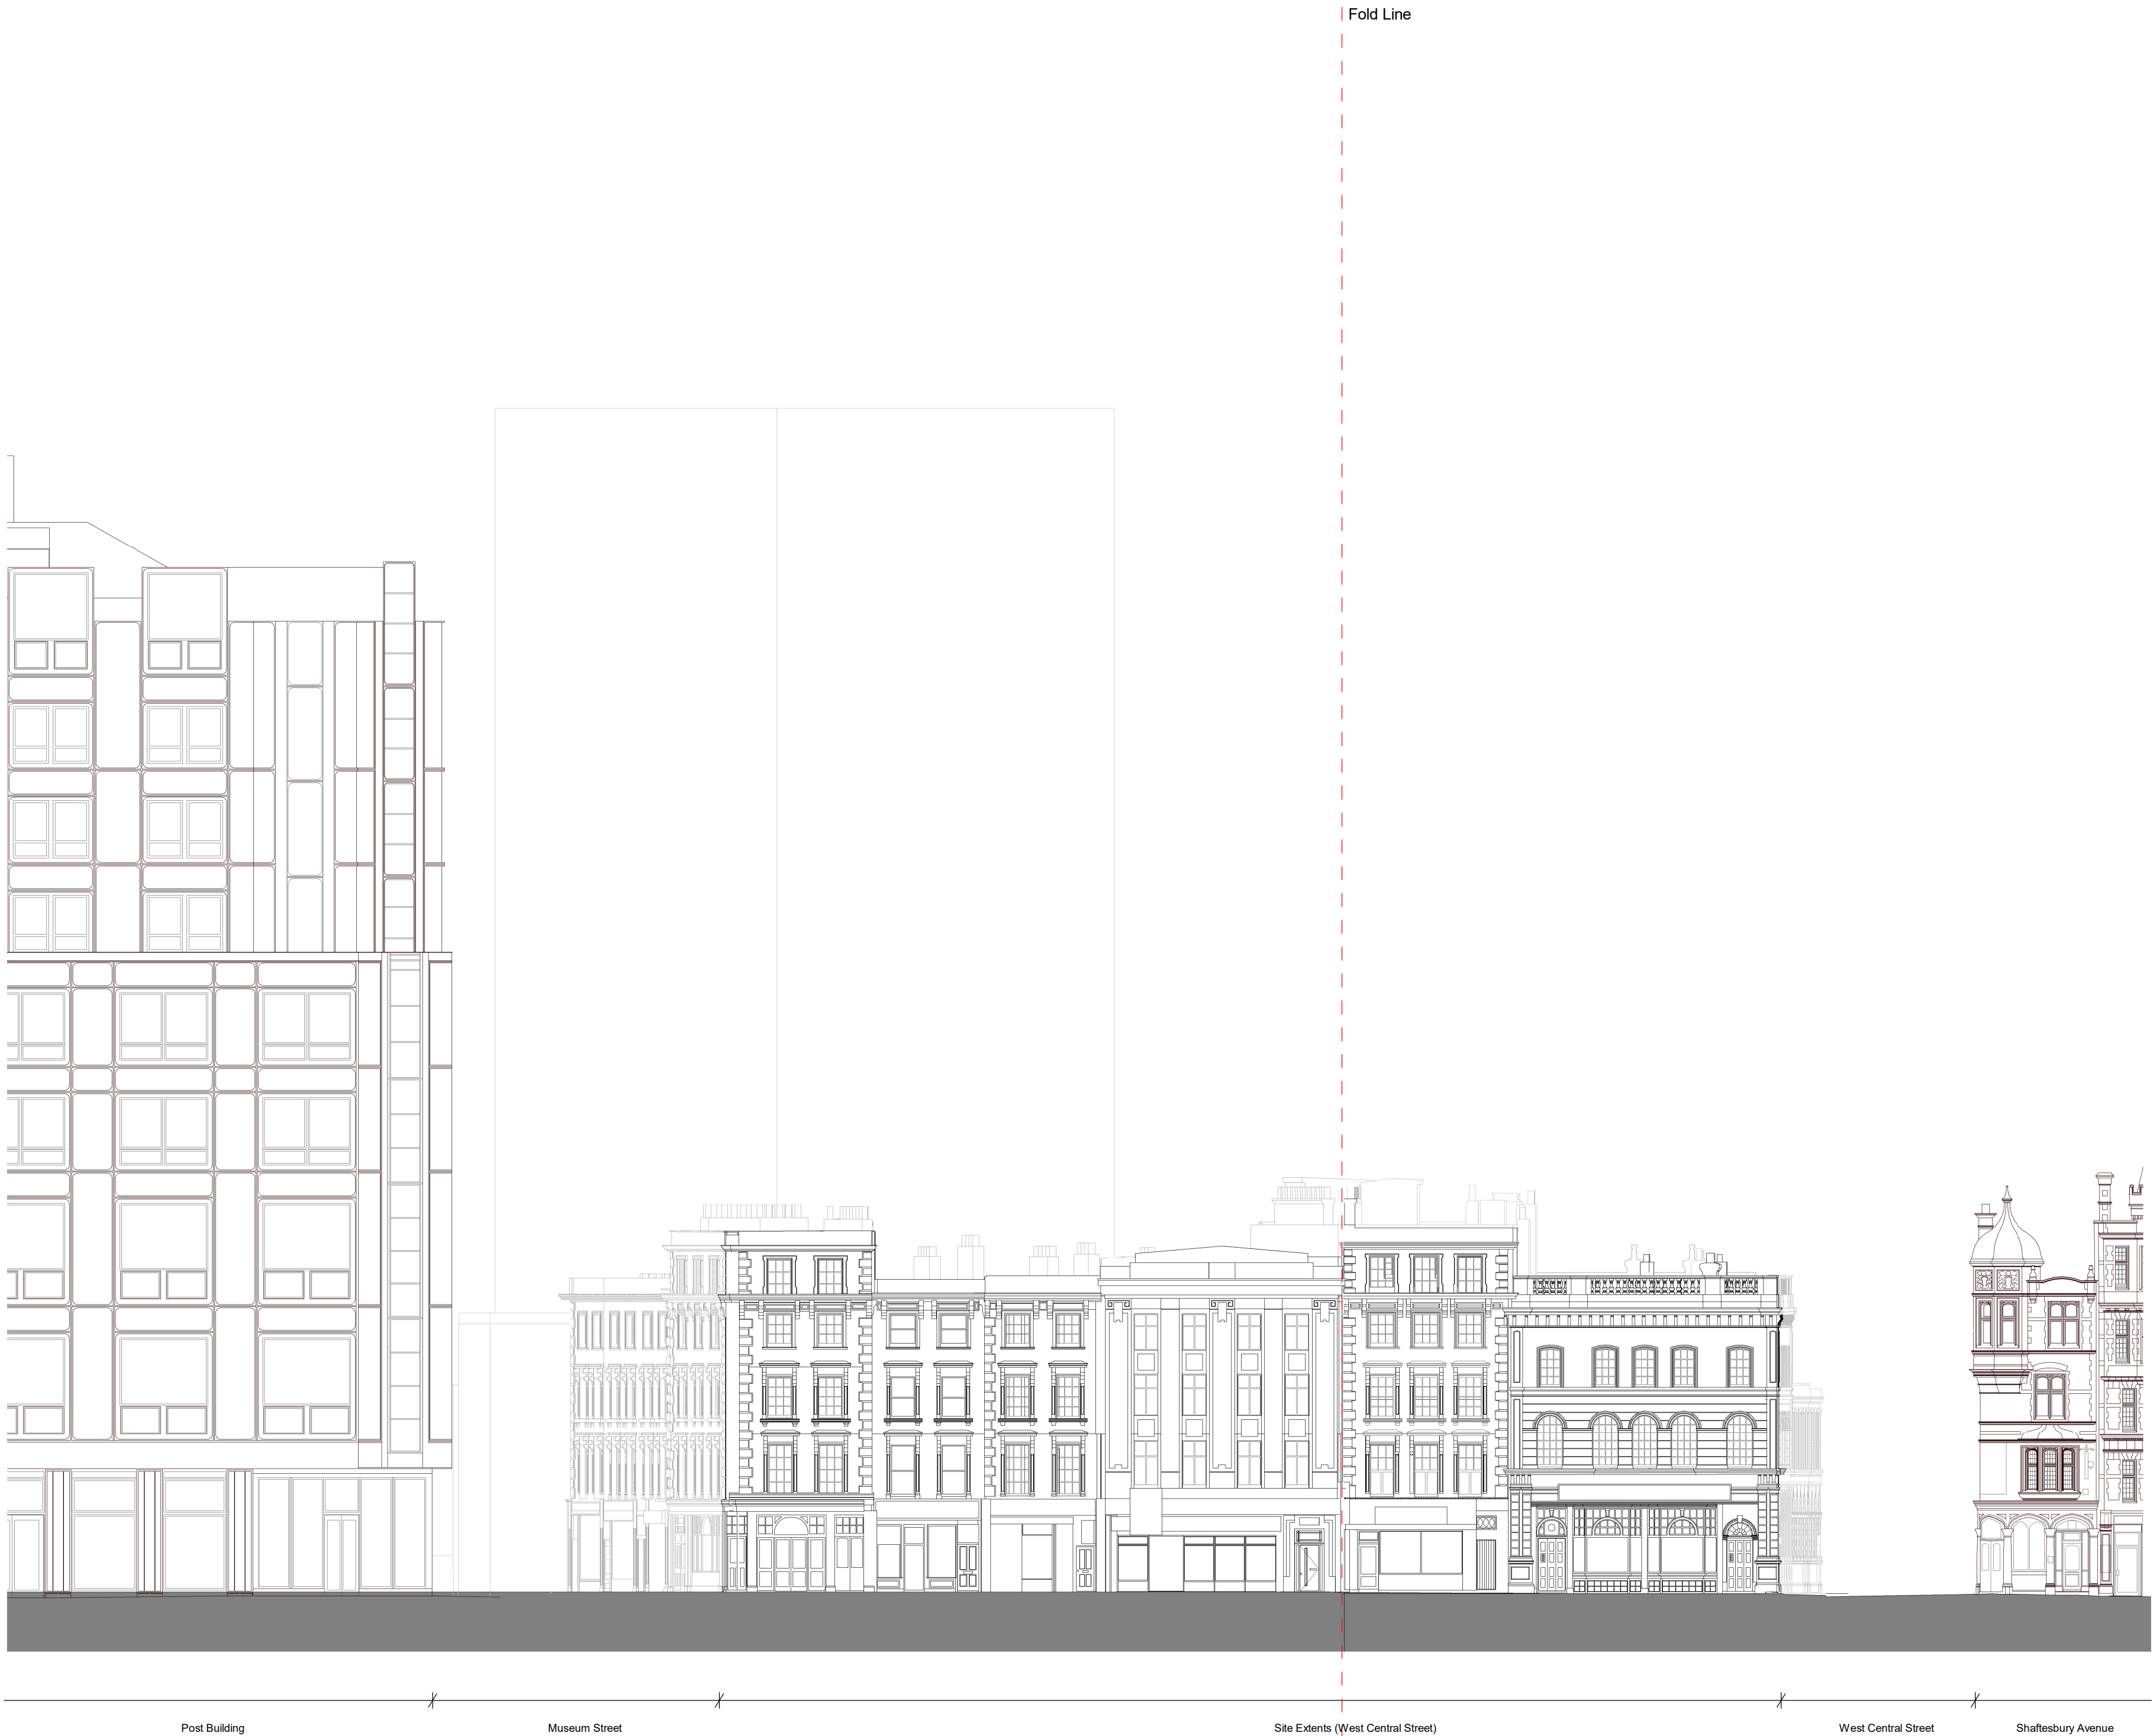 Fold Line
Post Building
Museum Street
Site Extents (West Central Street)
West Central Street
Shaftesbury Avenue